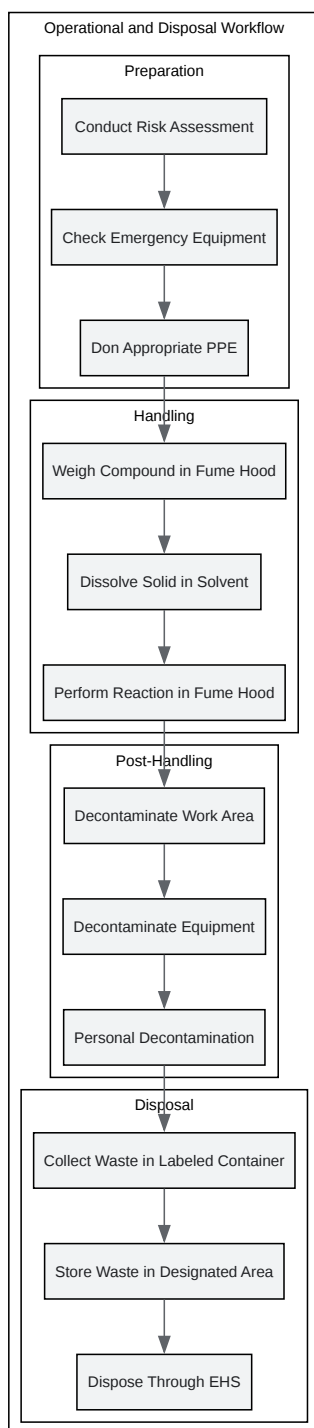 Operational and Disposal Workflow
Preparation
Conduct Risk Assessment
Check Emergency Equipment
Don Appropriate PPE
Handling
Weigh Compound in Fume Hood
Dissolve Solid in Solvent
Perform Reaction in Fume Hood
Post-Handling
Decontaminate Work Area
Decontaminate Equipment
Personal Decontamination
Disposal
Collect Waste in Labeled Container
Store Waste in Designated Area
Dispose Through EHS